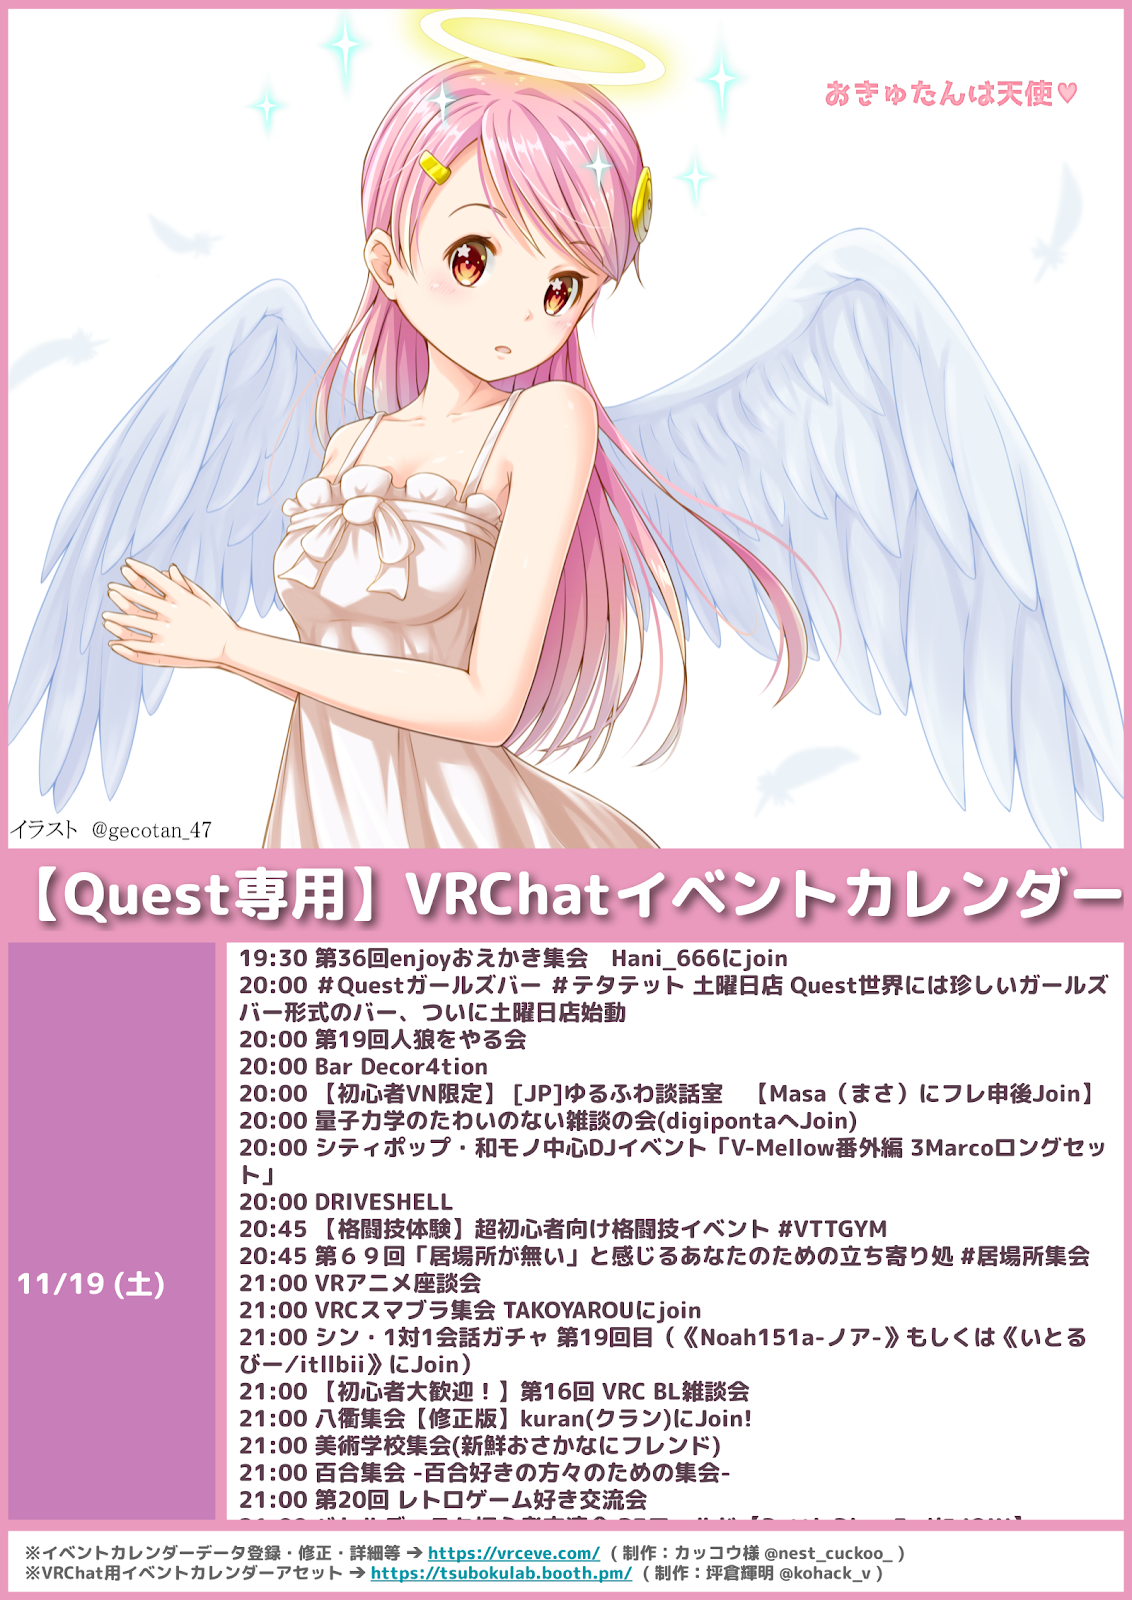 おきゅたんは天使♥
イラスト @gecotan_47
【Quest専用】VRChatイベントカレンダー
11/19 (土)
19:30 第36回enjoyおえかき集会　Hani_666にjoin
20:00 #Questガールズバー #テタテット 土曜日店 Quest世界には珍しいガールズ
バー形式のバー、ついに土曜日店始動
20:00 第19回人狼をやる会
20:00 Bar Decor4tion
20:00 【初心者VN限定】 [JP]ゆるふわ談話室　【Masa（まさ）にフレ申後Join】
20:00 量子力学のたわいのない雑談の会(digipontaへJoin)
20:00 シティポップ・和モノ中心DJイベント「V-Mellow番外編 3Marcoロングセッ
ト」
20:00 DRIVESHELL
20:45 【格闘技体験】超初心者向け格闘技イベント #VTTGYM
20:45 第６９回「居場所が無い」と感じるあなたのための立ち寄り処 #居場所集会
21:00 VRアニメ座談会
21:00 VRCスマブラ集会 TAKOYAROUにjoin
21:00 シン・1対1会話ガチャ 第19回目（《Noah151a-ノア-》もしくは《いとる
びー/itllbii》にJoin）
21:00 【初心者大歓迎！】第16回 VRC BL雑談会
21:00 八衢集会【修正版】kuran(クラン)にJoin!
21:00 美術学校集会(新鮮おさかなにフレンド)
21:00 百合集会 -百合好きの方々のための集会-
21:00 第20回 レトロゲーム好き交流会
※イベントカレンダーデータ登録・修正・詳細等 ➔ https://vrceve.com/ ( 制作：カッコウ様 @nest_cuckoo_ )
※VRChat用イベントカレンダーアセット ➔ https://tsubokulab.booth.pm/ ( 制作：坪倉輝明 @kohack_v )